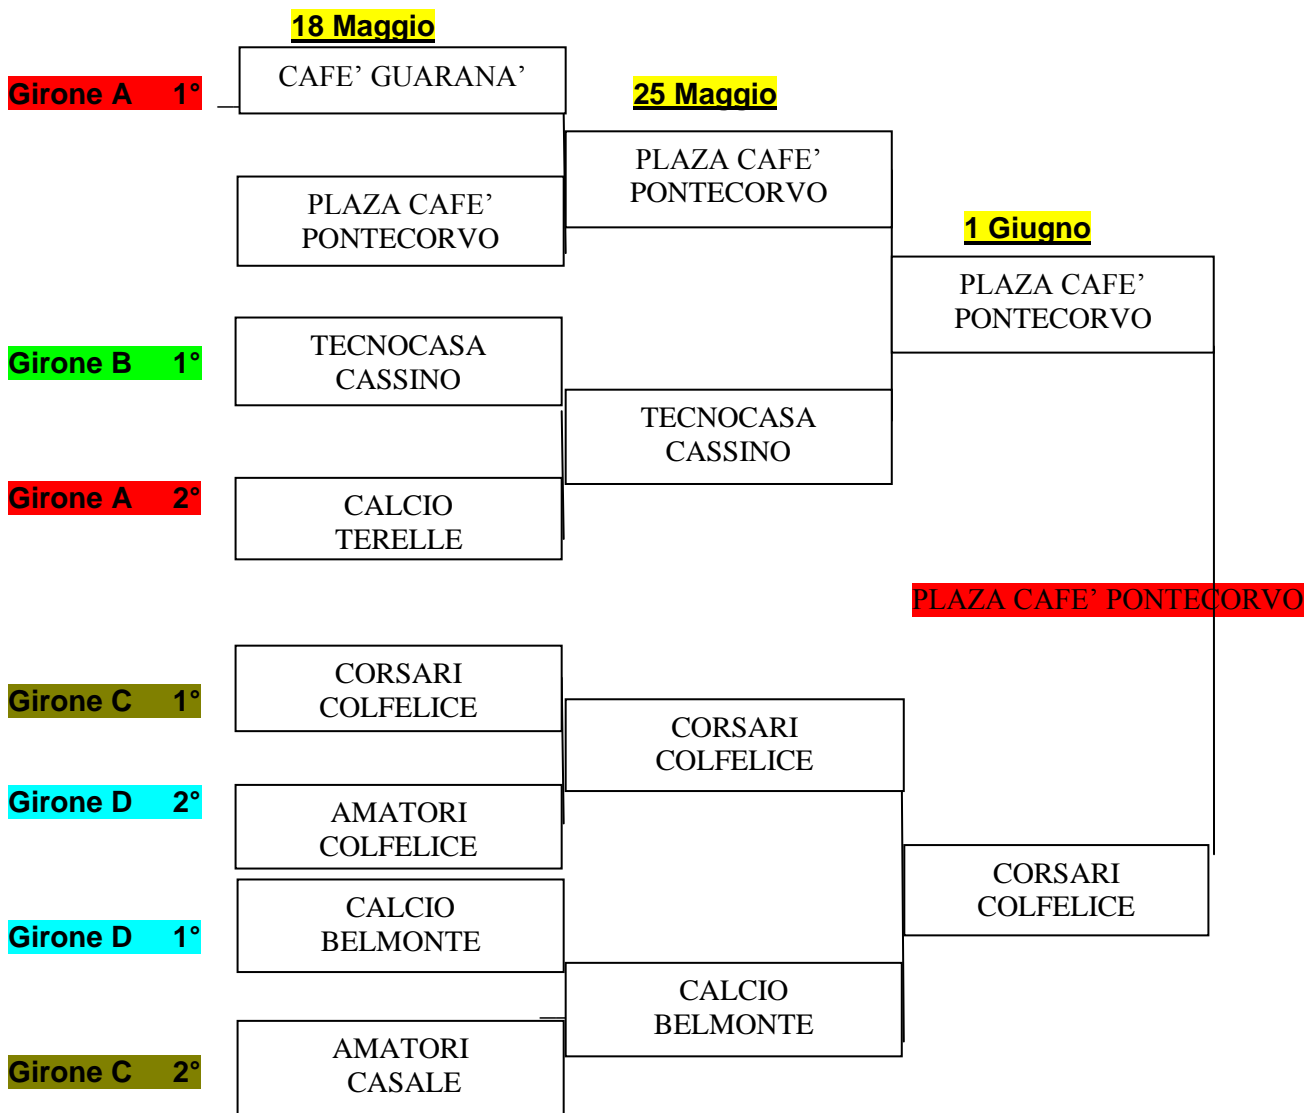 18 Maggio
CAFE’ GUARANA’
Girone A 1°
25 Maggio
PLAZA CAFE’
PONTECORVO
PLAZA CAFE’
PONTECORVO
1 Giugno
PLAZA CAFE’
PONTECORVO
TECNOCASA
CASSINO
Girone B 1°
TECNOCASA
CASSINO
Girone A 2°
CALCIO
TERELLE
PLAZA CAFE’ PONTECORVO
CORSARI
COLFELICE
Girone C 1°
CORSARI
COLFELICE
Girone D 2°
AMATORI
COLFELICE
CORSARI
COLFELICE
CALCIO
BELMONTE
Girone D 1°
CALCIO
BELMONTE
AMATORI
CASALE
Girone C 2°